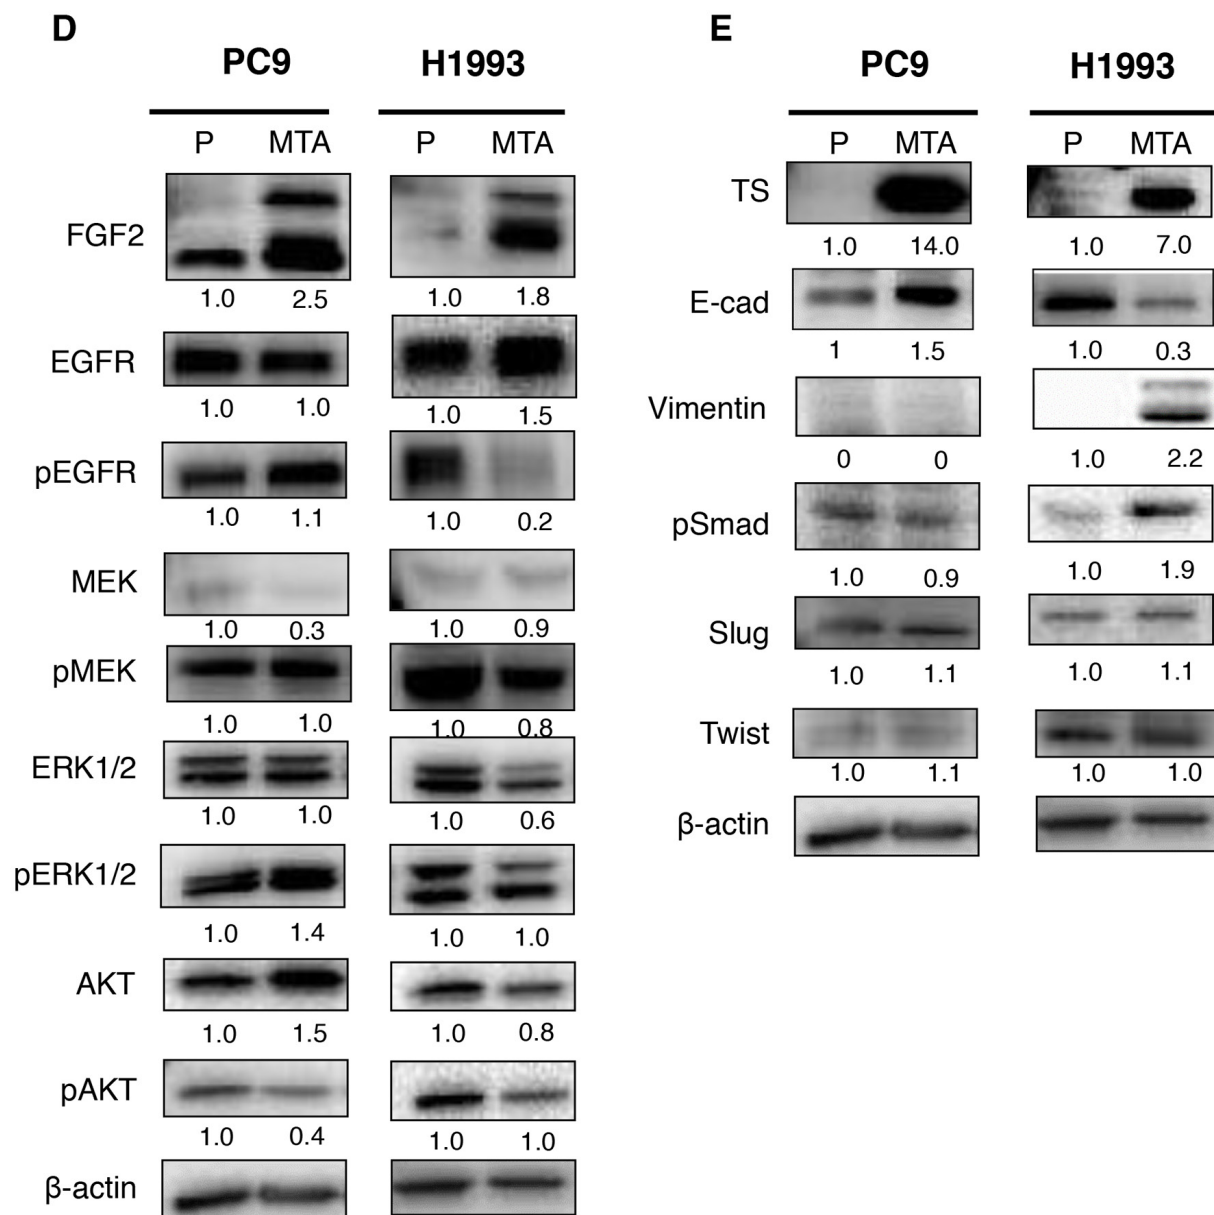 D
PC9 H1993
P MTA P MTA
FGF2
1.0 2.5 1.0 1.8
EGFR
1.0 1.0 1.0 1.5
pEGFR
1.0 1.1 1.0 0.2
MEK
1.0 0.3 1.0 0.9
pMEK
1.0 1.0 1.0 0.8
ERK1/2
1.0 1.0 1.0 0.6
pERK1/2
1.0 1.4 1.0 1.0
AKT
1.0 1.5 1.0 0.8
pAKT
1.0 0.4 1.0 1.0
β-actin
E
PC9 H1993
P MTA P MTA
TS
1.0 14.0 1.0 7.0
E-cad
1 1.5 1.0 0.3
Vimentin
0 0 1.0 2.2
pSmad
1.0 0.9 1.0 1.9
Slug
1.0 1.1 1.0 1.1
Twist
1.0 1.1 1.0 1.0
β-actin